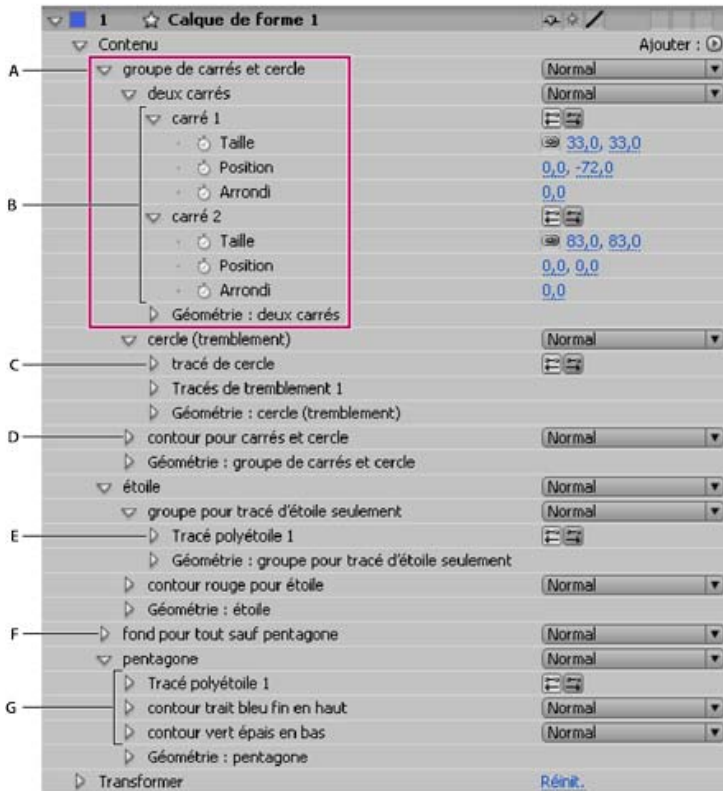 1 Calque de forme 1
Contenu Ajouter :
A groupe de carrés et cercle Normal
deux carrés Normal
carré 1
Taille 33,0, 33,0
Position 0,0, -72,0
B Arrondi 0,0
carré 2
Taille 83,0, 83,0
Position 0,0, 0,0
Arrondi 0,0
Géométrie : deux carrés
cercle (tremblement) Normal
C tracé de cercle
Tracés de tremblement 1
Géométrie : cercle (tremblement)
D contour pour carrés et cercle Normal
Géométrie : groupe de carrés et cercle
étoile Normal
groupe pour tracé d'étoile seulement Normal
E Tracé polyétoile 1
Géométrie : groupe pour tracé d'étoile seulement
contour rouge pour étoile Normal
Géométrie : étoile
F fond pour tout sauf pentagone Normal
pentagone Normal
Tracé polyétoile 1
G contour trait bleu fin en haut Normal
contour vert épais en bas Normal
Géométrie : pentagone
Transformer Réinit.